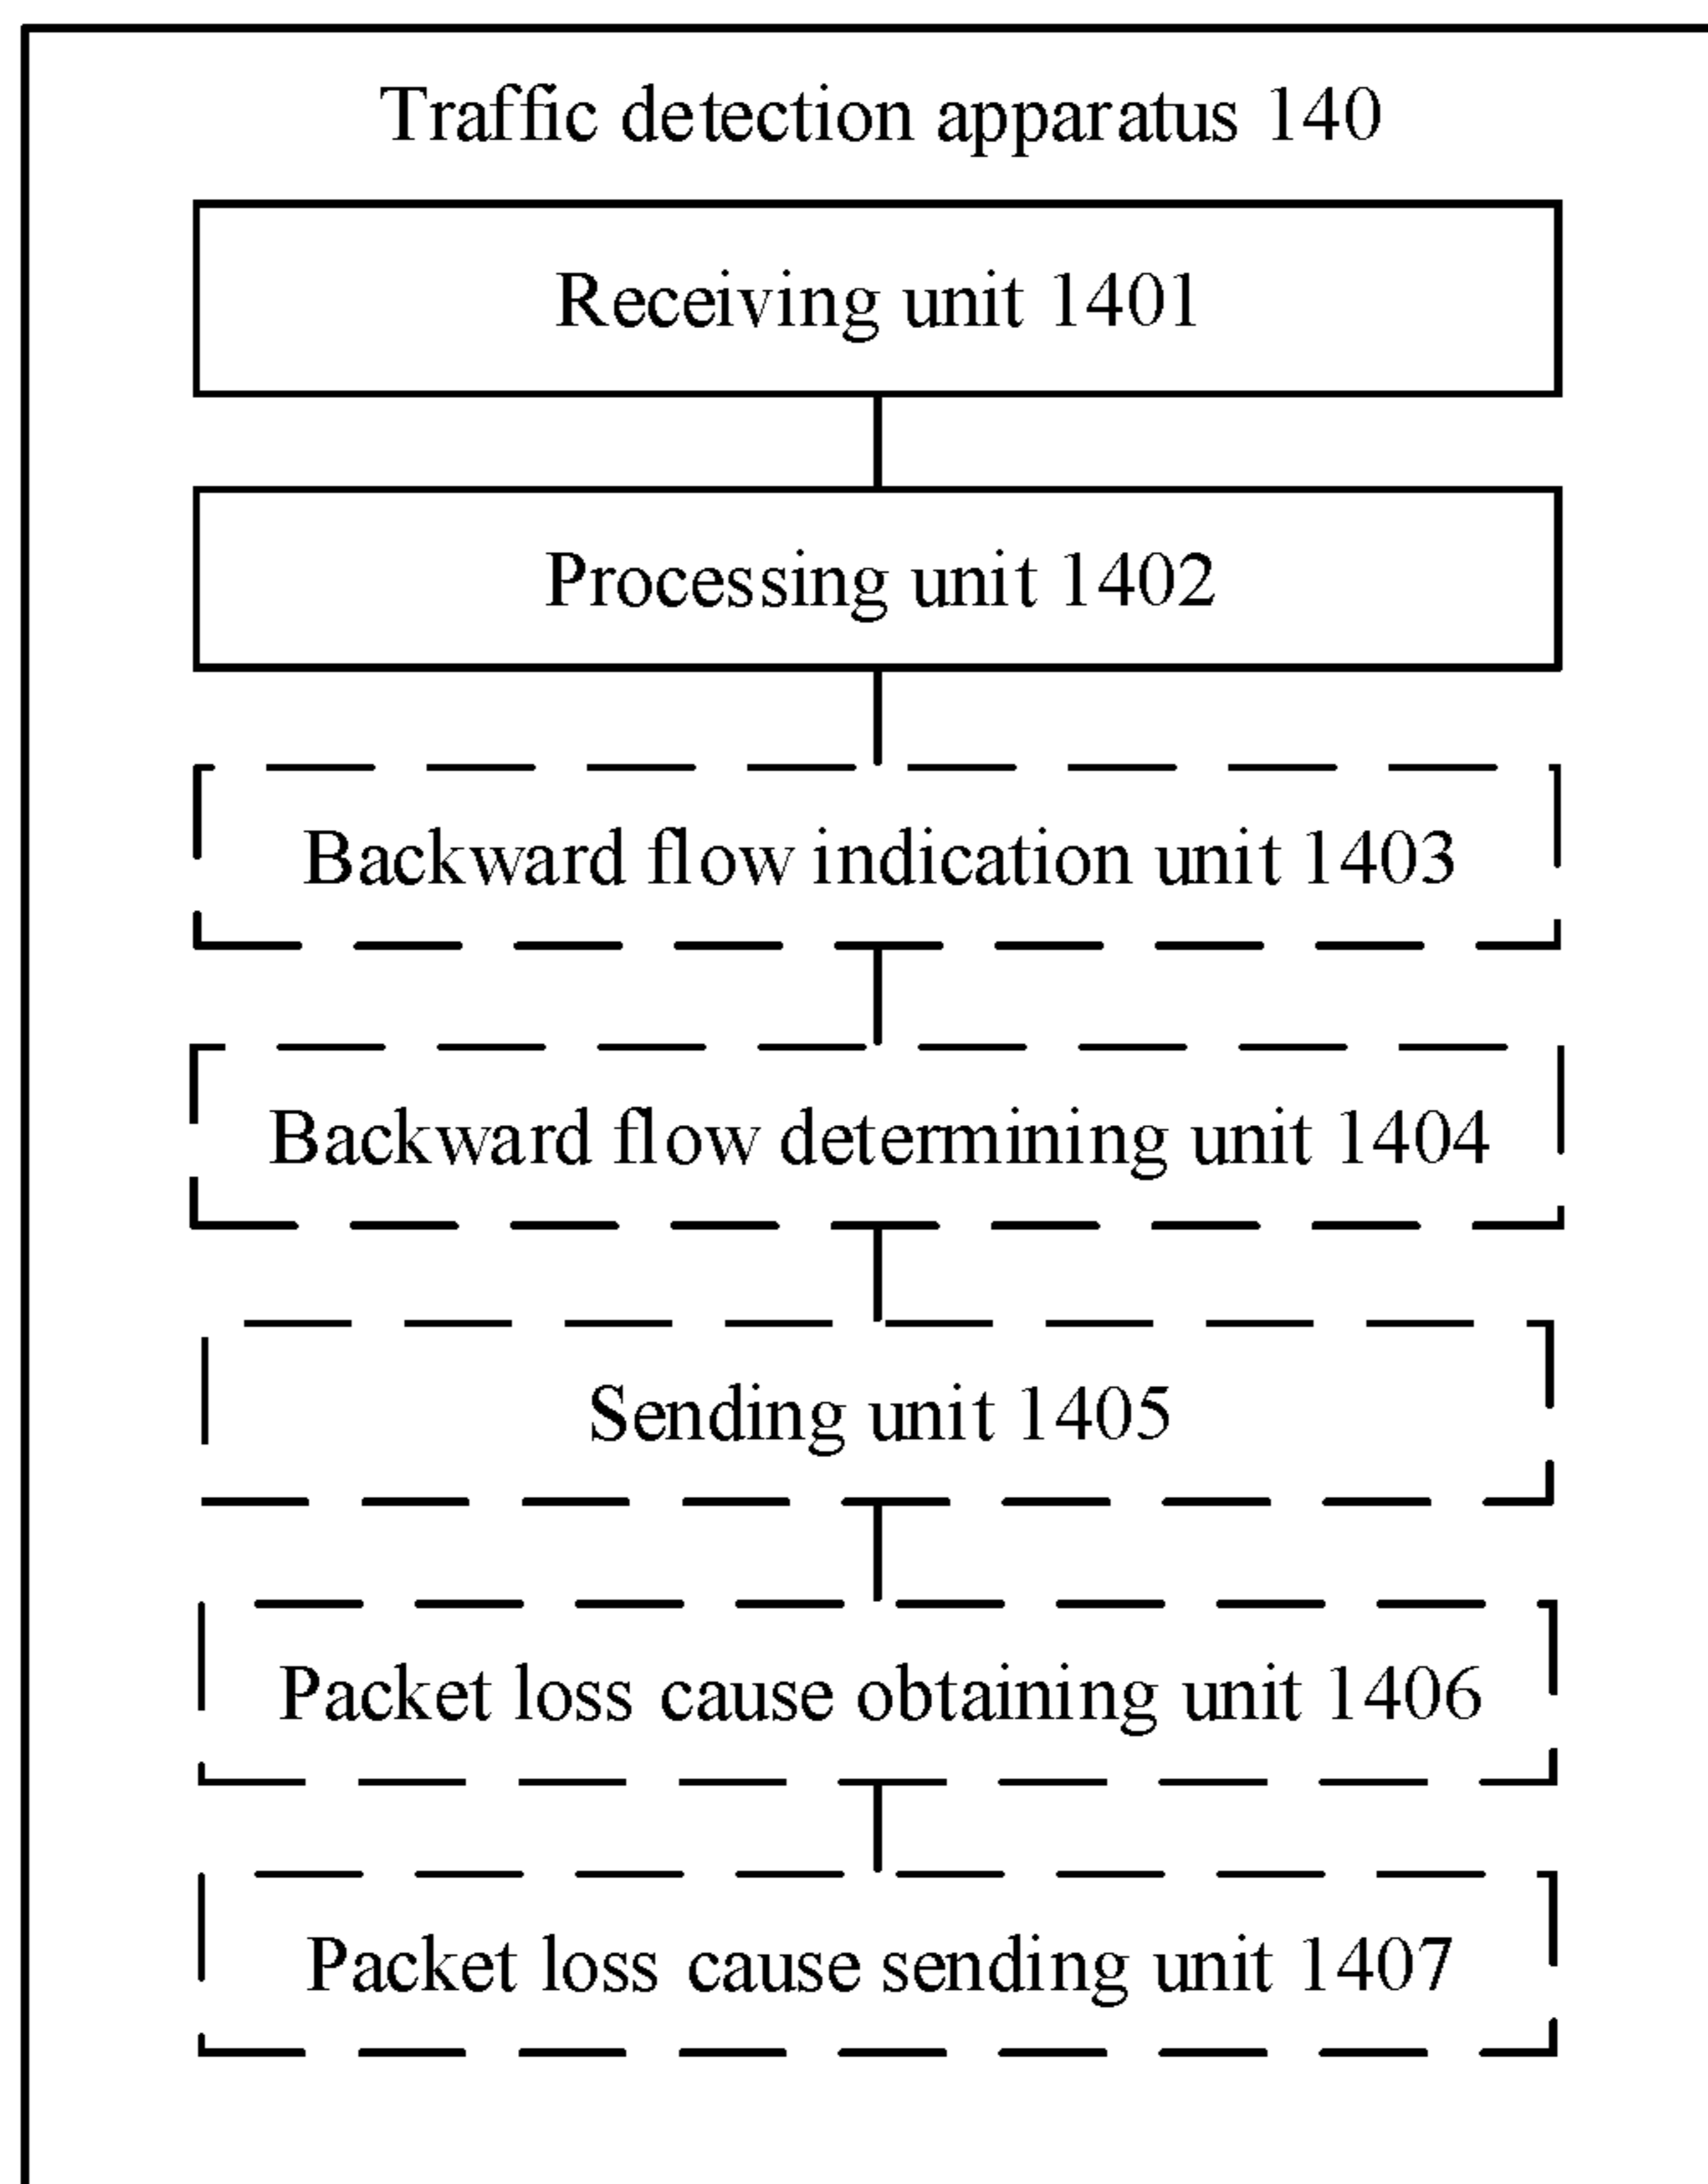 Traffic detection apparatus 140
Receiving unit 1401
Processing unit 1402
Backward flow indication unit 1403
Backward flow determining unit 1404
Sending unit 1405
Packet loss cause obtaining unit 1406
Packet loss cause sending unit 1407